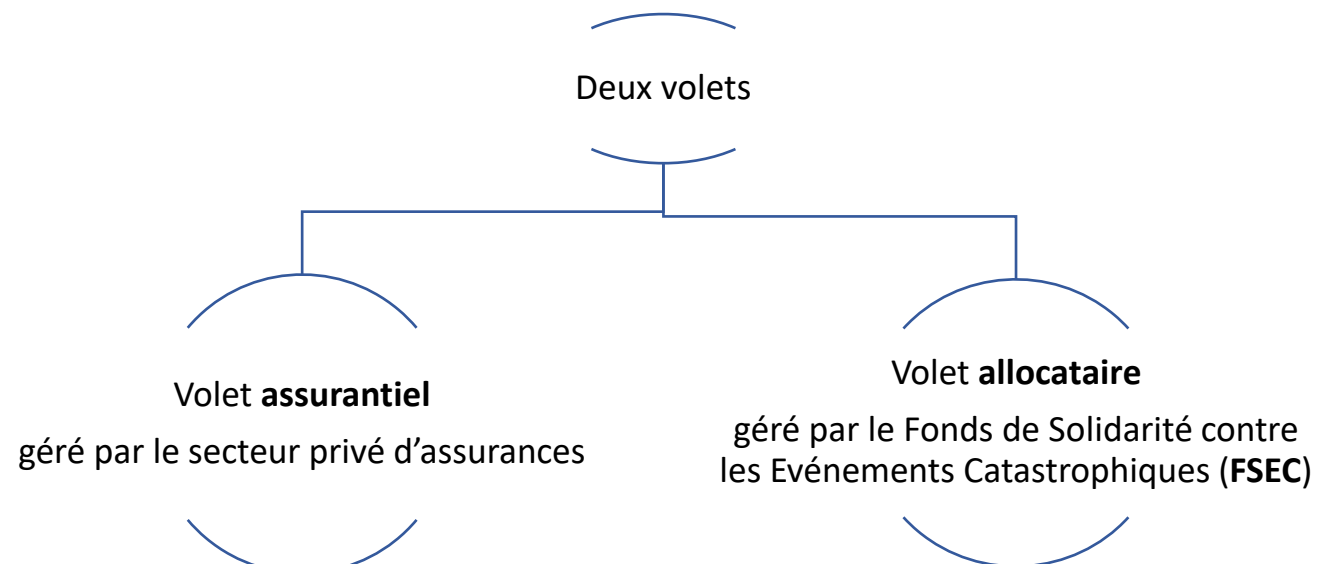 Deux volets
Volet assurantiel
géré par le secteur privé d’assurances
Volet allocataire
géré par le Fonds de Solidarité contre
les Evénements Catastrophiques (FSEC)